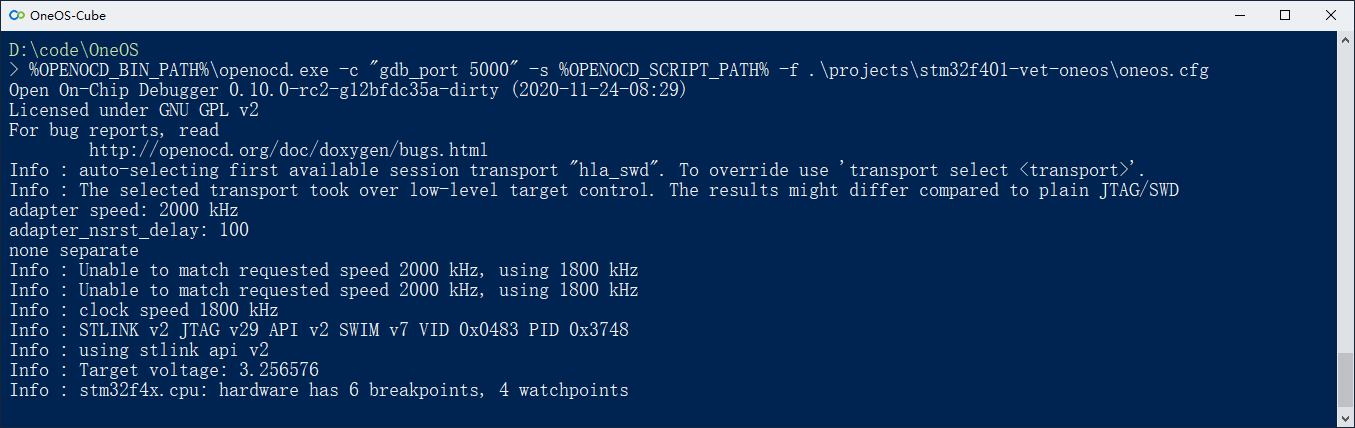 OneOS-Cube
D:\code\OneOS
> %OPENOCD_BIN_PATH%\openocd.exe -c "gdb_port 5000" -s %OPENOCD_SCRIPT_PATH% -f .\projects\stm32f401-vet-oneos\oneos.cfg
Open On-Chip Debugger 0.10.0-rc2-g12bfdc35a-dirty (2020-11-24-08:29)
Licensed under GNU GPL v2
For bug reports, read
        http://openocd.org/doc/doxygen/bugs.html
Info : auto-selecting first available session transport "hla_swd". To override use 'transport select <transport>'.
Info : The selected transport took over low-level target control. The results might differ compared to plain JTAG/SWD
adapter speed: 2000 kHz
adapter_nsrst_delay: 100
none separate
Info : Unable to match requested speed 2000 kHz, using 1800 kHz
Info : Unable to match requested speed 2000 kHz, using 1800 kHz
Info : clock speed 1800 kHz
Info : STLINK v2 JTAG v29 API v2 SWIM v7 VID 0x0483 PID 0x3748
Info : using stlink api v2
Info : Target voltage: 3.256576
Info : stm32f4x.cpu: hardware has 6 breakpoints, 4 watchpoints